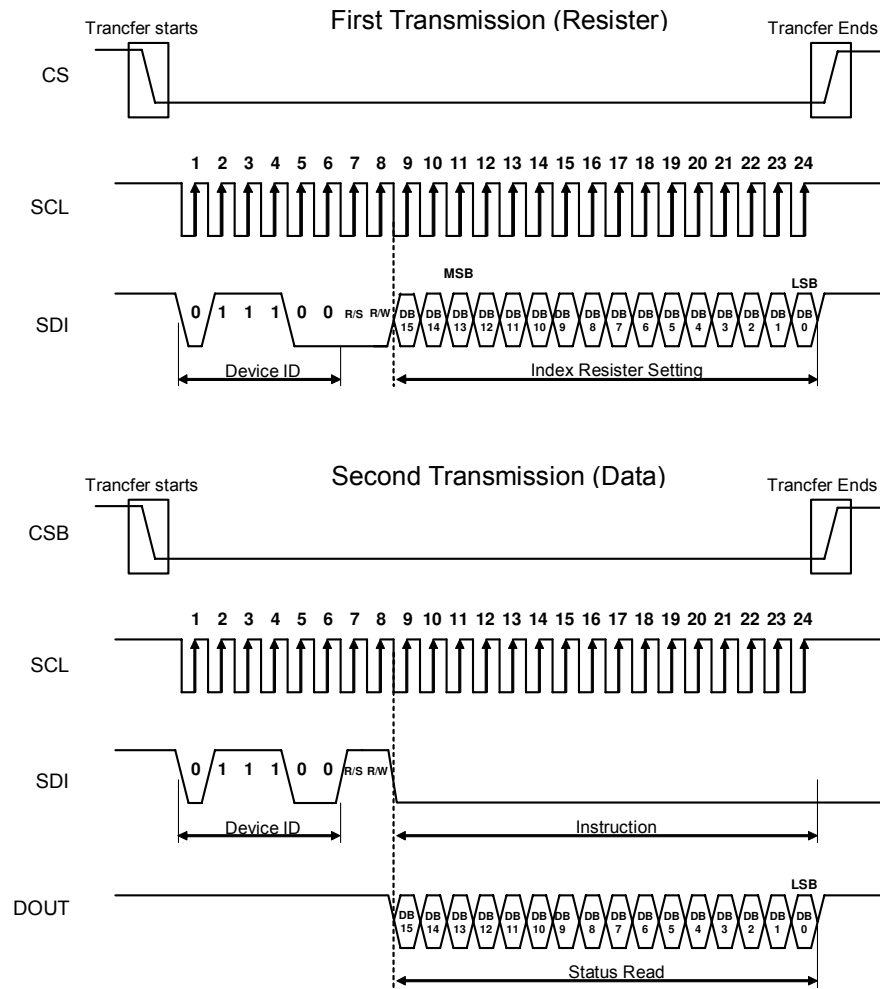 First Transmission (Resister)
Trancfer starts
Trancfer Ends
CS
1 2 3 4 5 6 7 8 9 10 11 12 13 14 15 16 17 18 19 20 21 22 23 24
SCL
MSB
LSB
SDI
0 1 1 1 0 0 R/S R/W DB 15 DB 14 DB 13 DB 12 DB 11 DB 10 DB 9 DB 8 DB 7 DB 6 DB 5 DB 4 DB 3 DB 2 DB 1 DB 0
Device ID
Index Resister Setting
Second Transmission (Data)
Trancfer starts
Trancfer Ends
CSB
1 2 3 4 5 6 7 8 9 10 11 12 13 14 15 16 17 18 19 20 21 22 23 24
SCL
SDI
0 1 1 1 0 0 R/S R/W
Device ID
Instruction
LSB
DOUT
DB 15 DB 14 DB 13 DB 12 DB 11 DB 10 DB 9 DB 8 DB 7 DB 6 DB 5 DB 4 DB 3 DB 2 DB 1 DB 0
Status Read